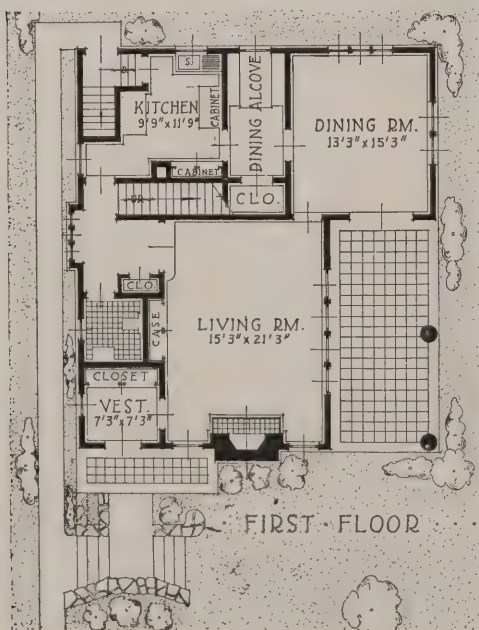 S.
D
KITCHEN
9'9"x11'9"
CABINET
DINING ALCOVE
DINING RM.
13'3"x15'3"
CABINET
UP
CLO.
CLO.
CASE
LIVING RM.
15'3"x21'3"
CLOSET
VEST.
7'3"x7'3"
FIRST · FLOOR